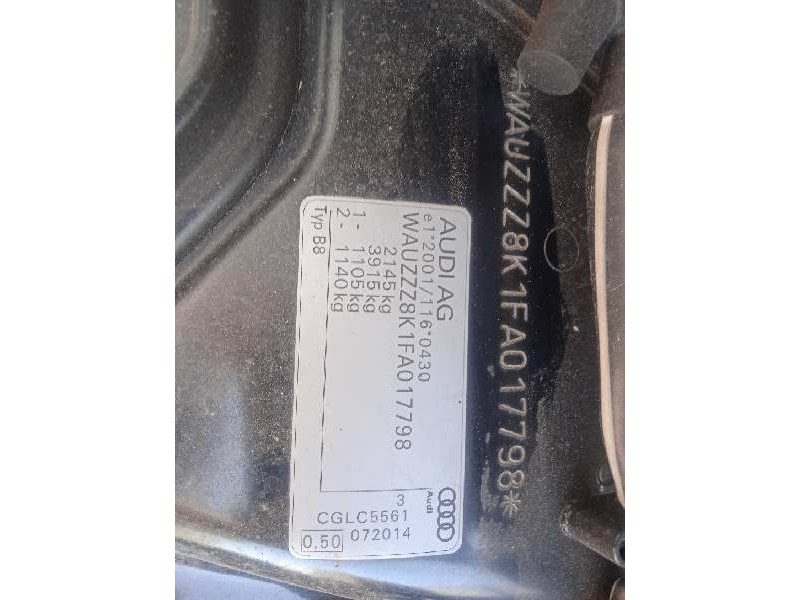 *WAUZZZ8K1FA017798*
AUDI AG
e1*2001/116*0430
WAUZZZ8K1FA017798
2145 kg
3915 kg
1- 1105 kg
2- 1140 kg
Typ B8
Audi
3
CGLC5561
0,50 072014